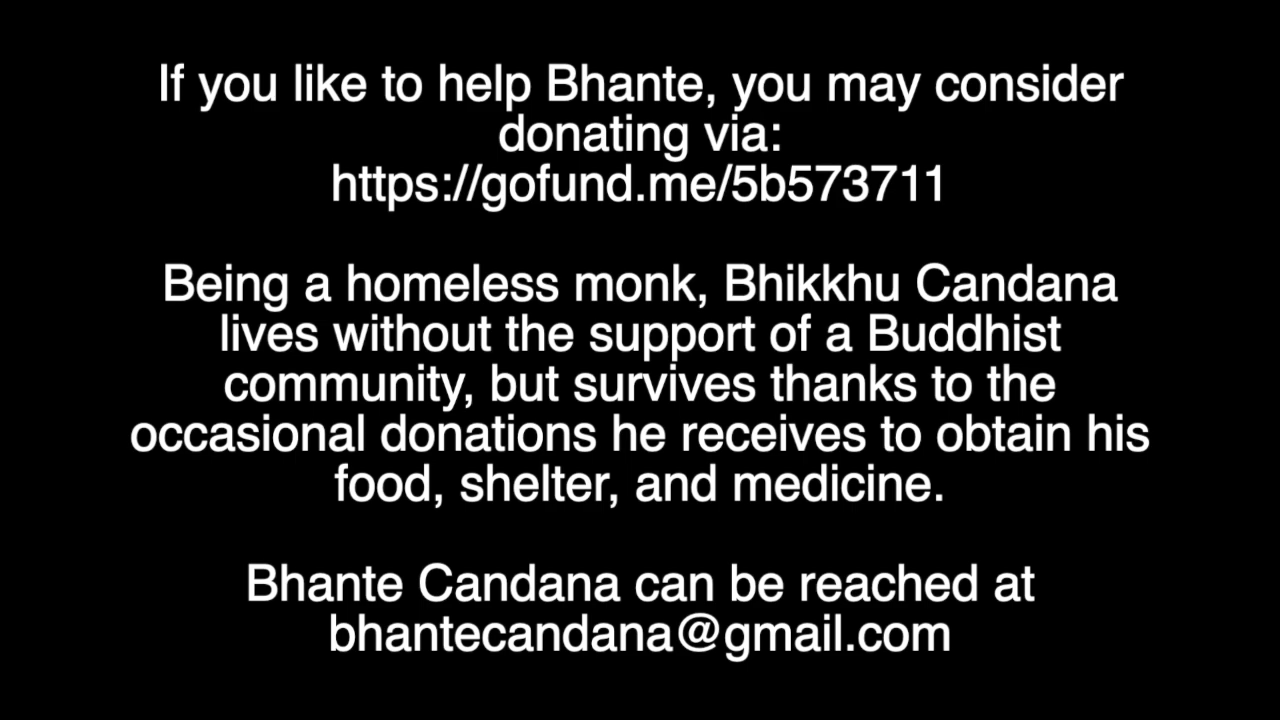 If you like to help Bhante, you may consider
donating via:
https://gofund.me/5b573711
Being a homeless monk, Bhikkhu Candana
lives without the support of a Buddhist
community, but survives thanks to the
occasional donations he receives to obtain his
food, shelter, and medicine.
Bhante Candana can be reached at
bhantecandana@gmail.com